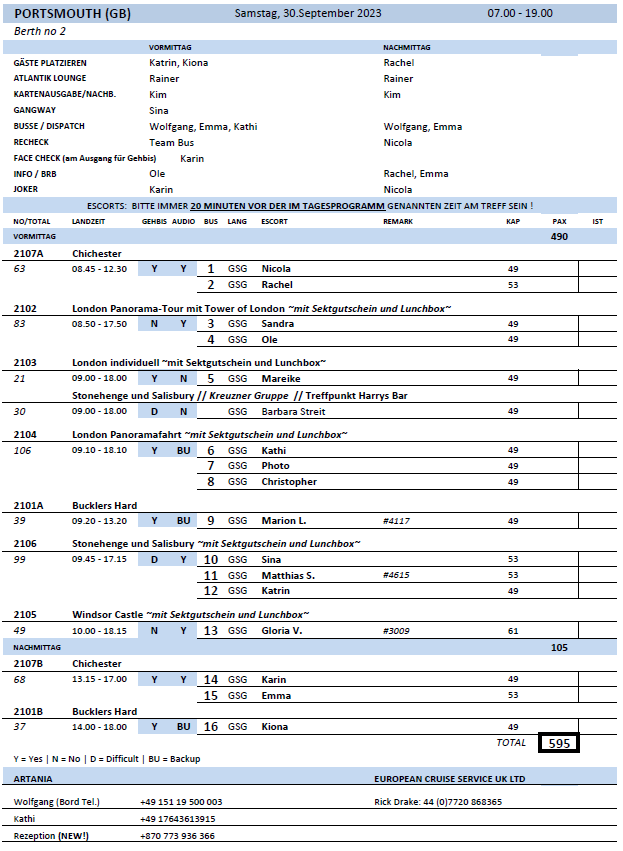 PORTSMOUTH (GB) Samstag, 30.September 2023 07.00 - 19.00
Berth no 2
VORMITTAG NACHMITTAG
GÄSTE PLATZIEREN Katrin, Kiona Rachel
ATLANTIK LOUNGE Rainer Rainer
KARTENAUSGABE/NACHB. Kim Kim
GANGWAY Sina
BUSSE / DISPATCH Wolfgang, Emma, Kathi Wolfgang, Emma
RECHECK Team Bus Nicola
FACE CHECK (am Ausgang für Gehbis) Karin
INFO / BRB Ole Rachel, Emma
JOKER Karin Nicola
ESCORTS: BITTE IMMER 20 MINUTEN VOR DER IM TAGESPROGRAMM GENANNTEN ZEIT AM TREFF SEIN !
NO/TOTAL LANDZEIT GEHBIS AUDIO BUS LANG ESCORT REMARK KAP PAX IST
VORMITTAG 490
2107A Chichester
63 08.45 - 12.30 Y Y 1 GSG Nicola 49
2 GSG Rachel 53
2102 London Panorama-Tour mit Tower of London ~mit Sektgutschein und Lunchbox~
83 08.50 - 17.50 N Y 3 GSG Sandra 49
4 GSG Ole 49
2103 London individuell ~mit Sektgutschein und Lunchbox~
21 09.00 - 18.00 Y N 5 GSG Mareike 49
Stonehenge und Salisbury // Kreuzner Gruppe // Treffpunkt Harrys Bar
30 09.00 - 18.00 D N GSG Barbara Streit 49
2104 London Panoramafahrt ~mit Sektgutschein und Lunchbox~
106 09.10 - 18.10 Y BU 6 GSG Kathi 49
7 GSG Photo 49
8 GSG Christopher 49
2101A Bucklers Hard
39 09.20 - 13.20 Y BU 9 GSG Marion L. #4117 49
2106 Stonehenge und Salisbury ~mit Sektgutschein und Lunchbox~
99 09.45 - 17.15 D Y 10 GSG Sina 53
11 GSG Matthias S. #4615 53
12 GSG Katrin 49
2105 Windsor Castle ~mit Sektgutschein und Lunchbox~
49 10.00 - 18.15 N Y 13 GSG Gloria V. #3009 61
NACHMITTAG 105
2107B Chichester
68 13.15 - 17.00 Y Y 14 GSG Karin 49
15 GSG Emma 53
2101B Bucklers Hard
37 14.00 - 18.00 Y BU 16 GSG Kiona 49
TOTAL 595
Y = Yes | N = No | D = Difficult | BU = Backup
ARTANIA EUROPEAN CRUISE SERVICE UK LTD
Wolfgang (Bord Tel.) +49 151 19 500 003 Rick Drake: 44 (0)7720 868365
Kathi +49 17643613915
Rezeption (NEW!) +870 773 936 366